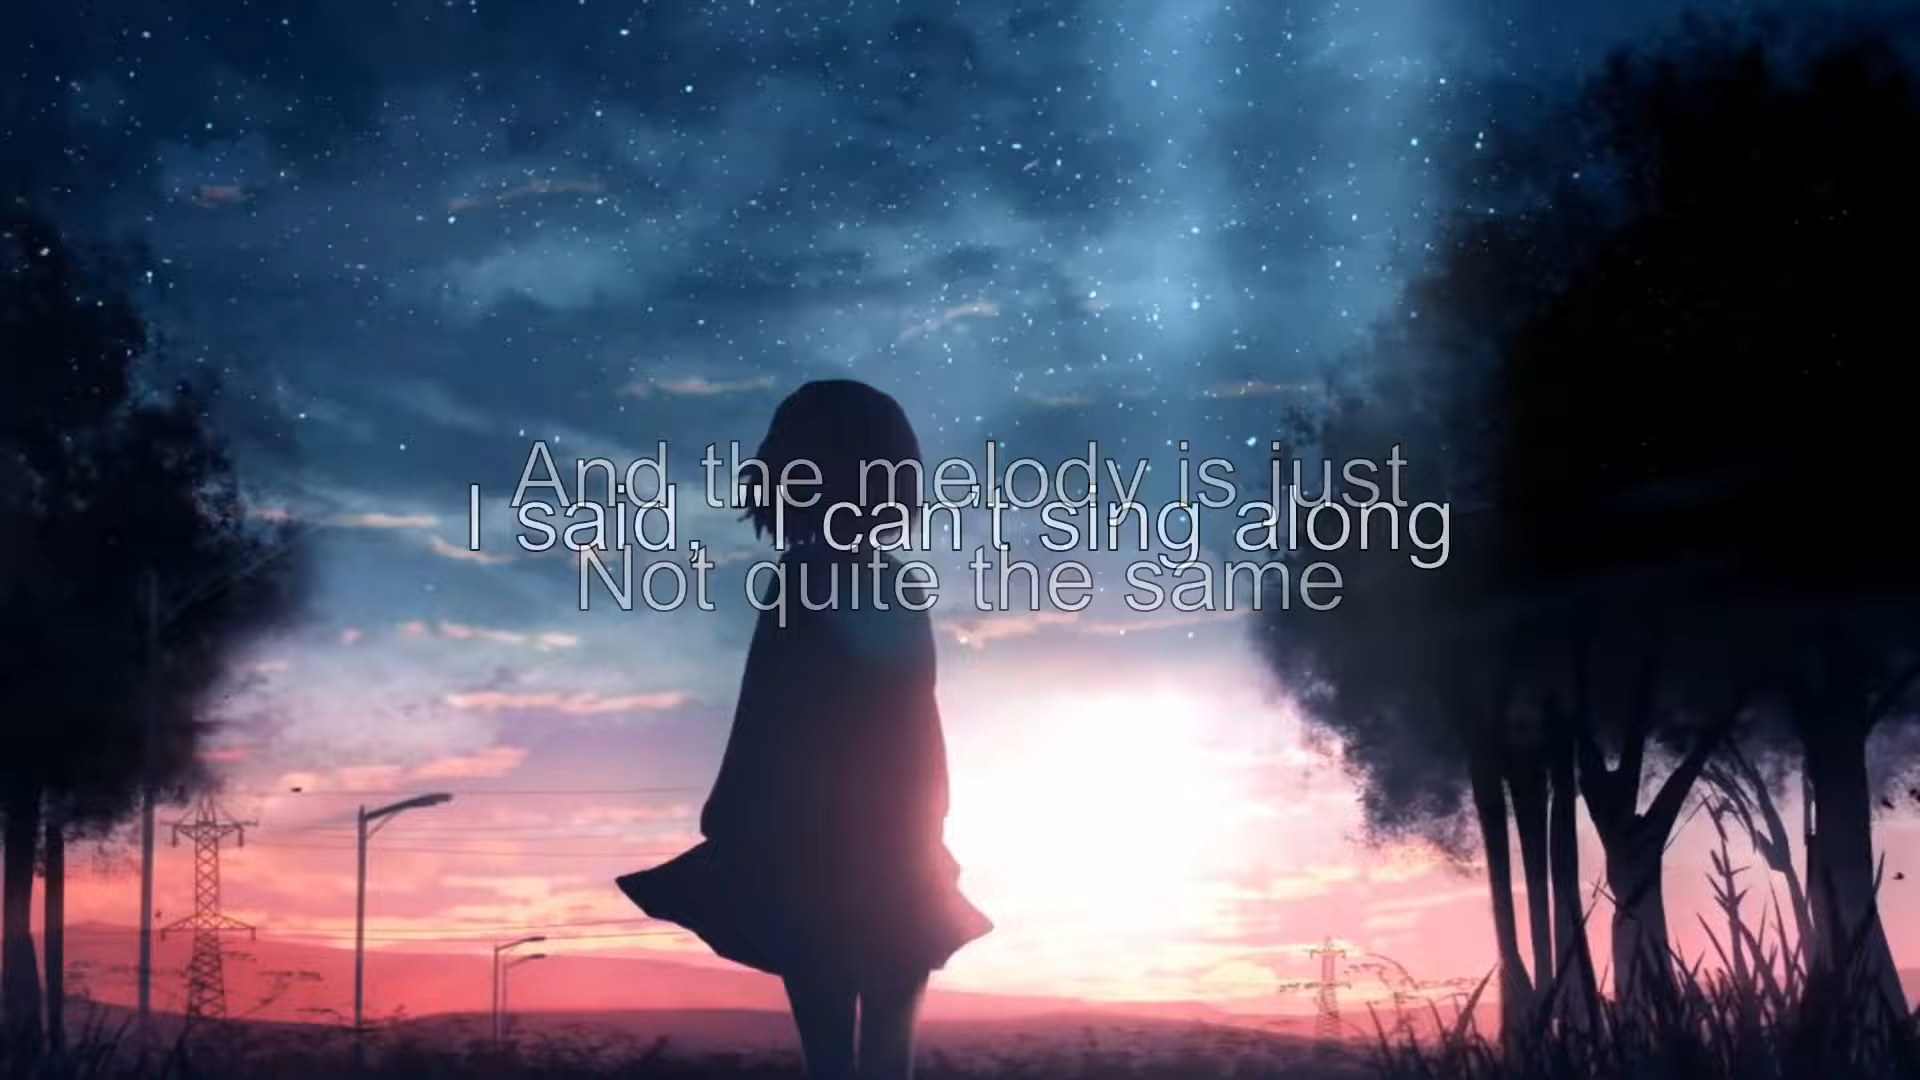 And the melody is just
I said, "I can't sing along
Not quite the same